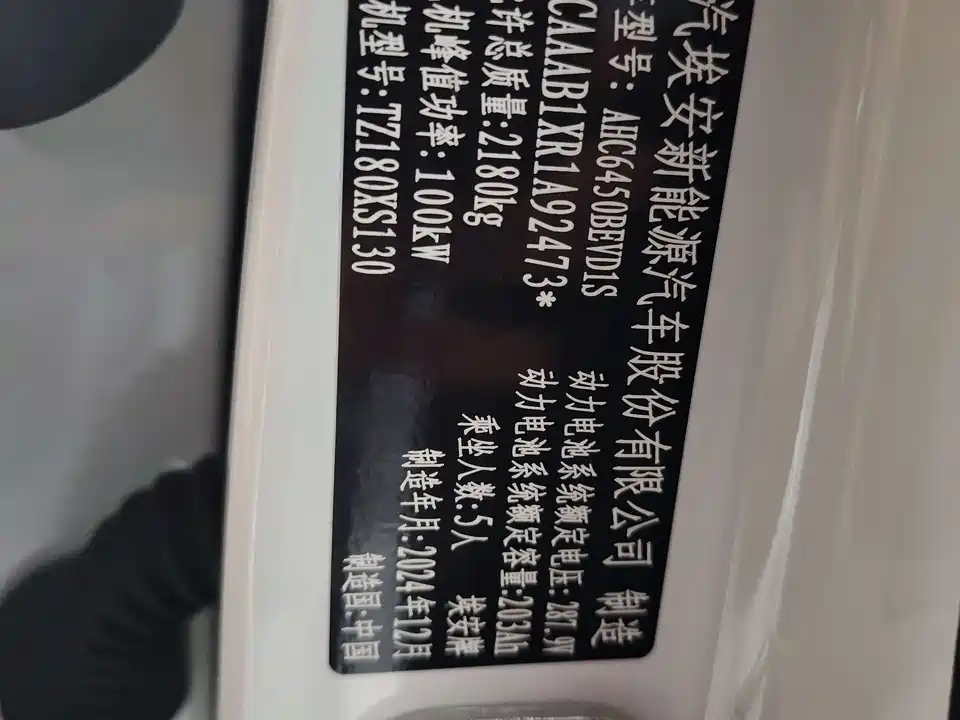 汽埃安新能源汽车股份有限公司 制造
型号: AHC6450BEVD1S 动力电池系统额定电压: 287.9V
CAAAB1XR1A92473* 动力电池系统额定容量:203Ah
许总质量:2180kg 乘坐人数:5人 埃安牌
机峰值功率:100kW 制造年月:2024年12月
机型号:TZ180XS130 制造国:中国